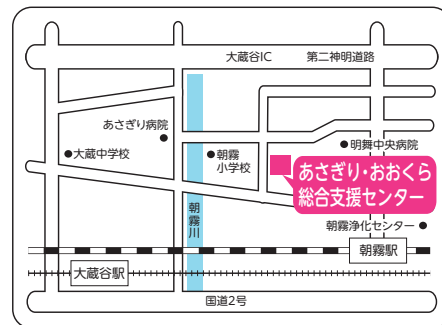 大蔵谷IC
第二神明道路
あさぎり病院
大蔵中学校
朝霧
小学校
明舞中央病院
あさぎり・おおくら
総合支援センター
朝霧川
朝霧浄化センター
朝霧駅
大蔵谷駅
国道2号